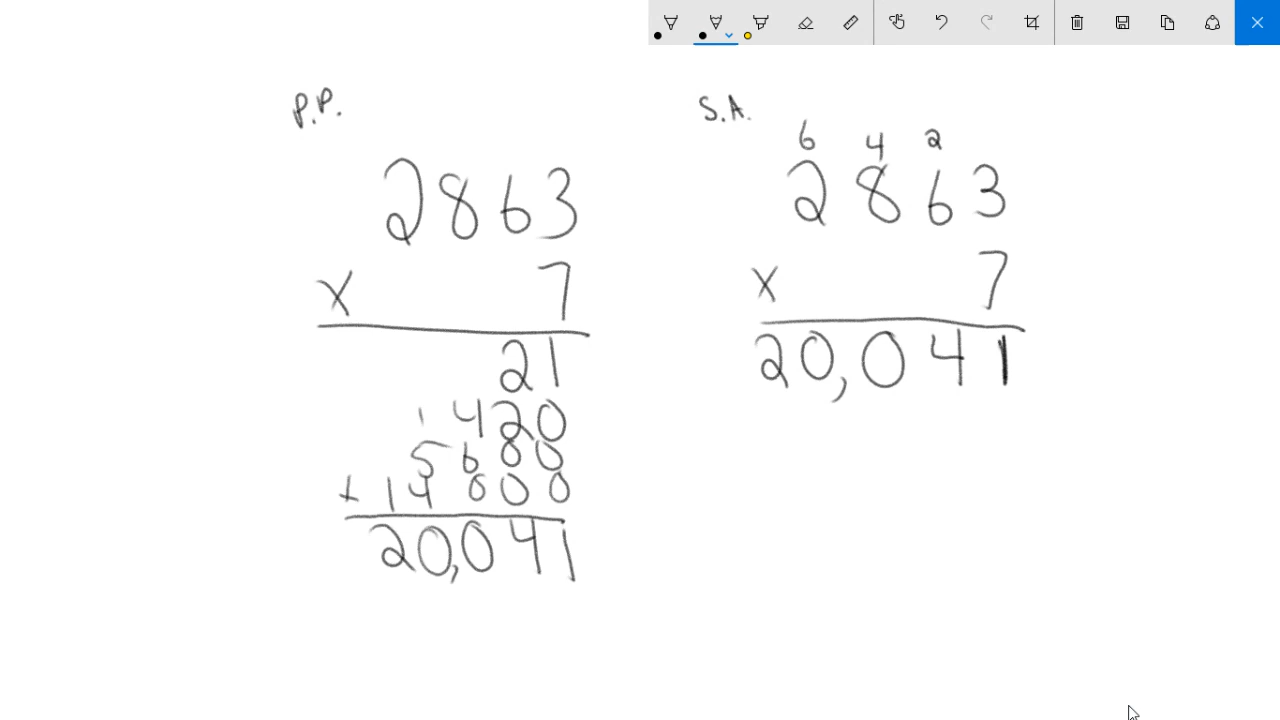 P.P.
2863
x 7
21
1 420
5600
+ 14000
20,041
S.A.
6 4 2
2863
x 7
20,041